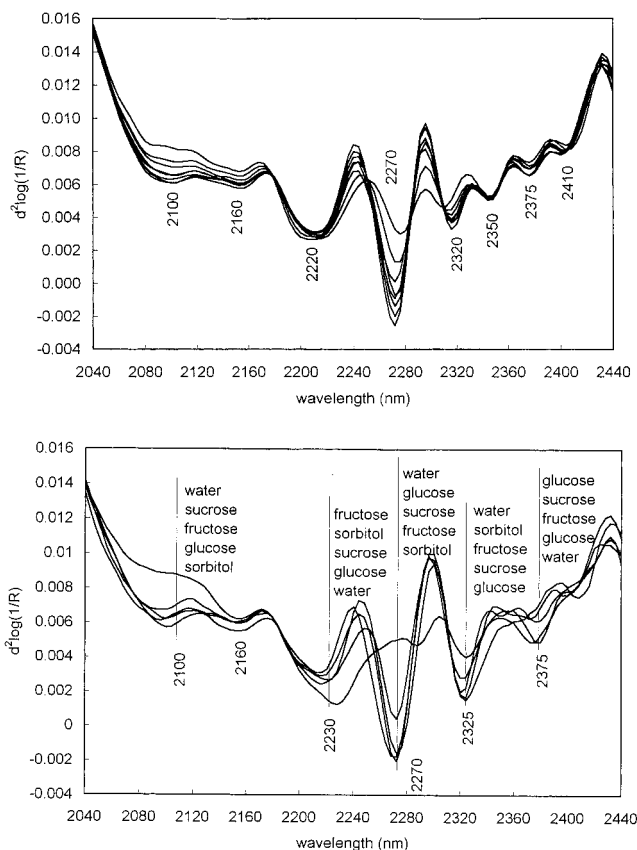 0.016
0.014
0.012
0.010
0.008
0.006
0.004
0.002
0.000
-0.002
-0.004
d²log(1/R)
2100
2160
2220
2270
2320
2350
2375
2410
2040 2080 2120 2160 2200 2240 2280 2320 2360 2400 2440
wavelength (nm)
0.016
0.014
0.012
0.01
0.008
0.006
0.004
0.002
0
-0.002
-0.004
d²log(1/R)
water
sucrose
fructose
glucose
sorbitol
fructose
sorbitol
sucrose
glucose
water
water
glucose
sucrose
fructose
sorbitol
water
sorbitol
fructose
sucrose
glucose
glucose
sucrose
fructose
glucose
water
2100
2160
2230
2270
2325
2375
2040 2080 2120 2160 2200 2240 2280 2320 2360 2400 2440
wavelength (nm)